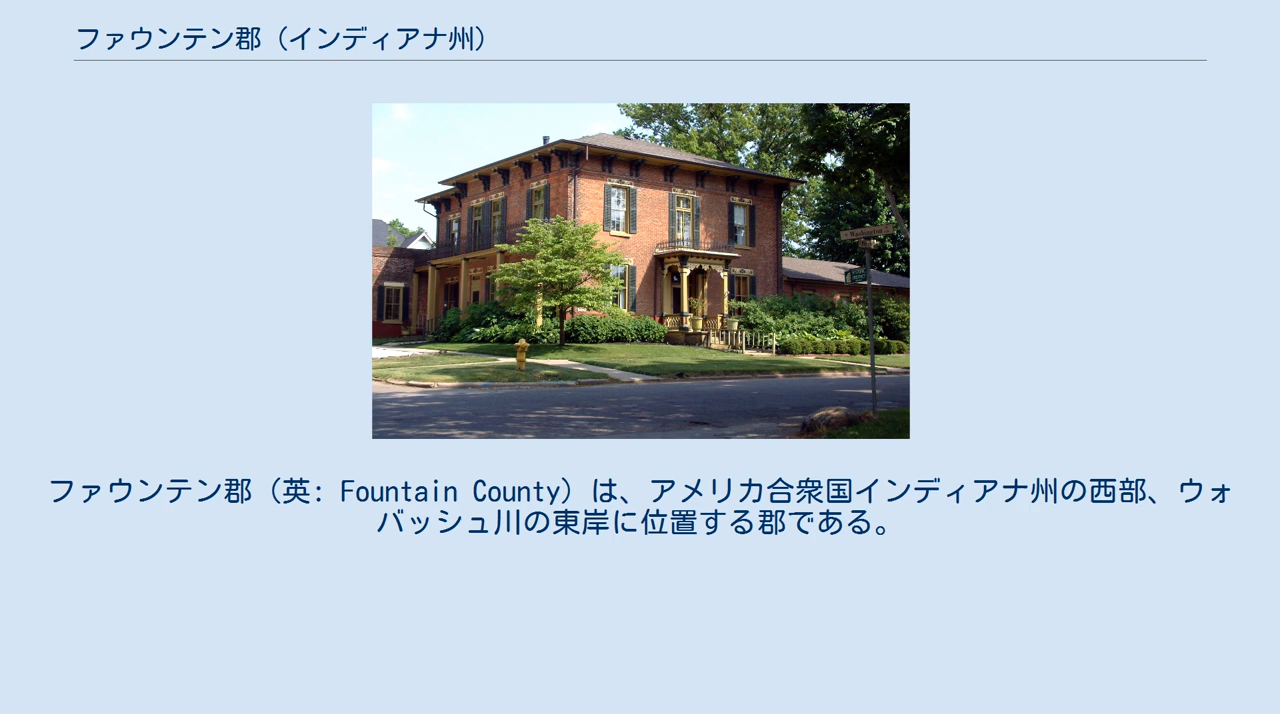 ファウンテン郡（インディアナ州）
ファウンテン郡（英: Fountain County）は、アメリカ合衆国インディアナ州の西部、ウォ
バッシュ川の東岸に位置する郡である。